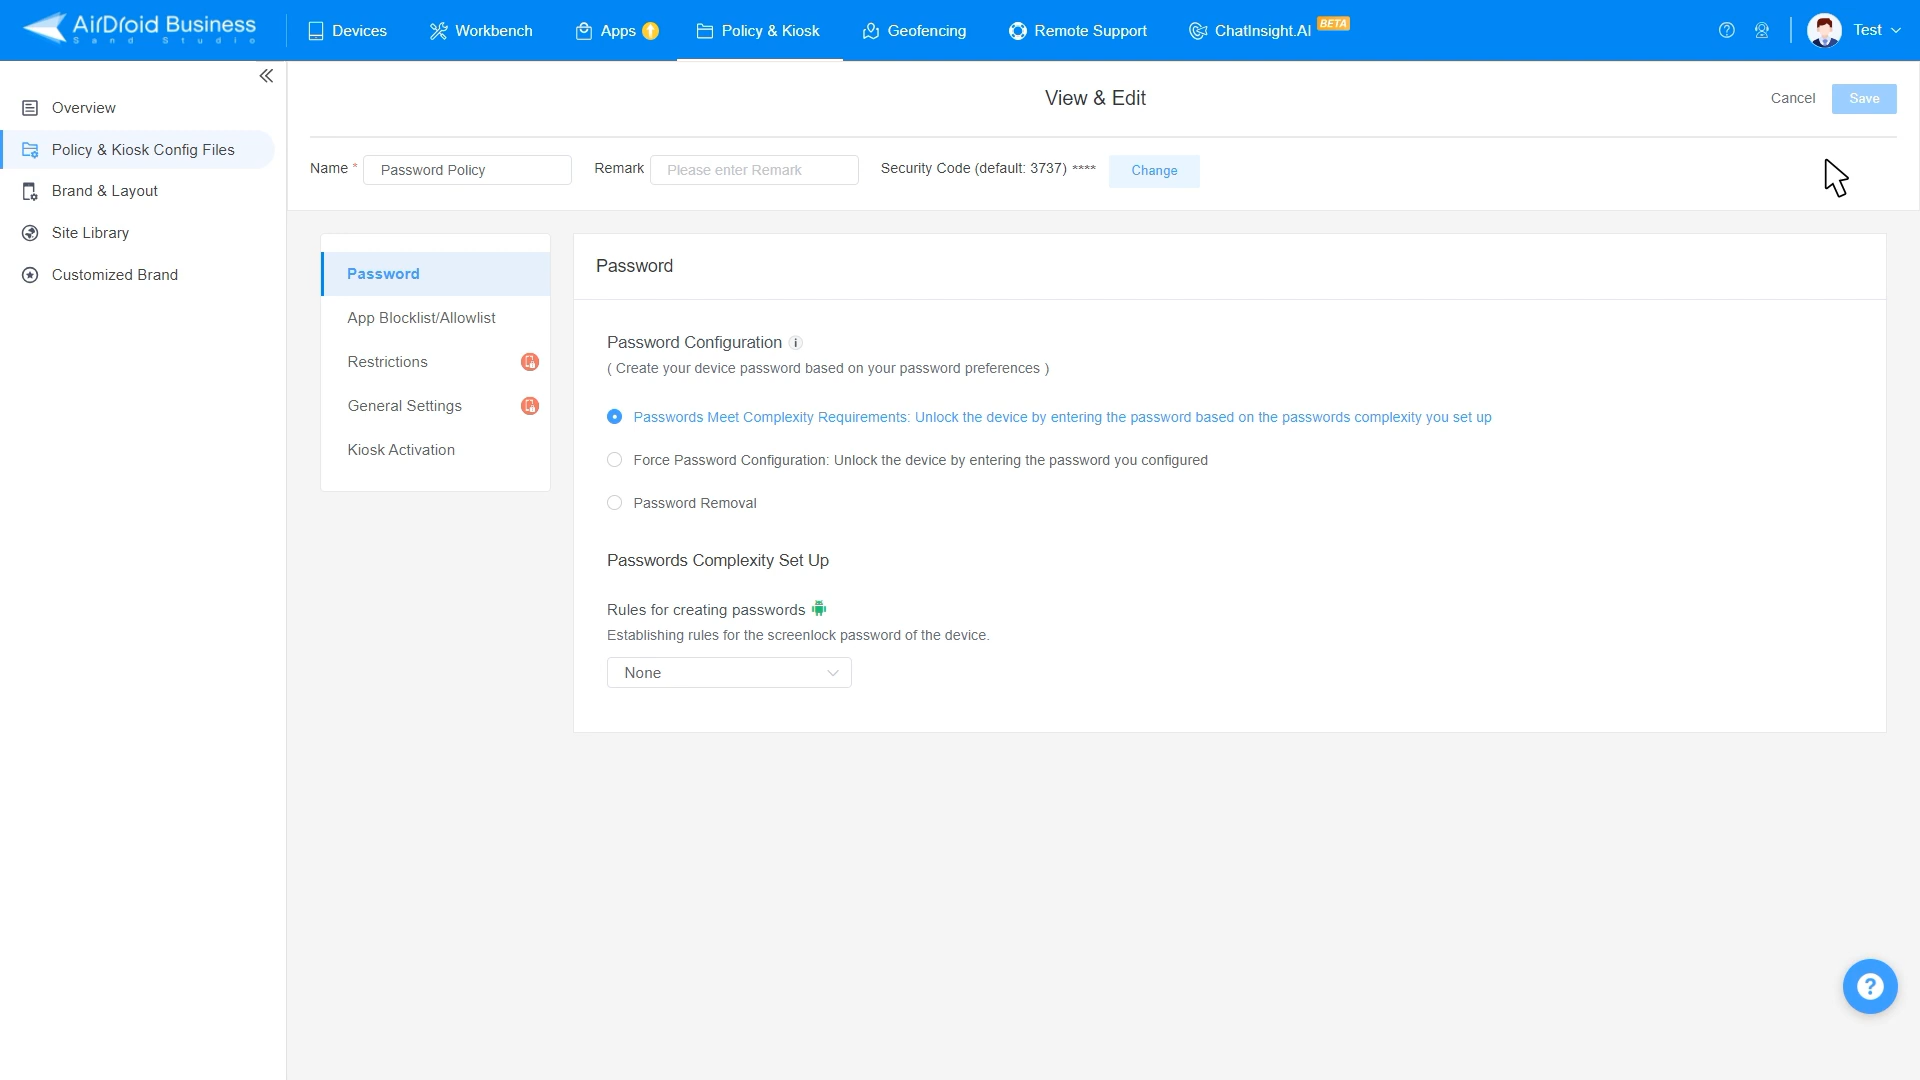 AirDroid Business
Sand Studio
Devices
Workbench
Apps
Policy & Kiosk
Geofencing
Remote Support
ChatInsight.AI
BETA
Test
Overview
Policy & Kiosk Config Files
Brand & Layout
Site Library
Customized Brand
View & Edit
Cancel
Save
Name *
Password Policy
Remark
Please enter Remark
Security Code (default: 3737) ****
Change
Password
App Blocklist/Allowlist
Restrictions
General Settings
Kiosk Activation
Password
Password Configuration
( Create your device password based on your password preferences )
Passwords Meet Complexity Requirements: Unlock the device by entering the password based on the passwords complexity you set up
Force Password Configuration: Unlock the device by entering the password you configured
Password Removal
Passwords Complexity Set Up
Rules for creating passwords
Establishing rules for the screenlock password of the device.
None